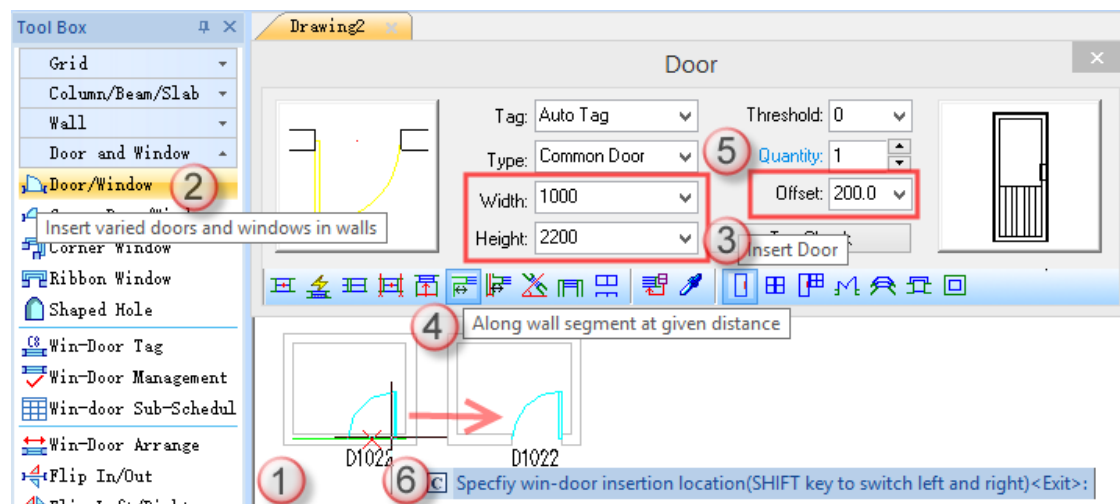 Tool Box
Grid
Column/Beam/Slab
Wall
Door and Window
Door/Window
2
Insert varied doors and windows in walls
Corner Window
Ribbon Window
Shaped Hole
C8 Win-Door Tag
Win-Door Management
Win-door Sub-Schedul
Win-Door Arrange
Flip In/Out
Drawing2
Door
Tag: Auto Tag
Type: Common Door
Width: 1000
Height: 2200
3
Threshold: 0
5
Quantity: 1
Offset: 200.0
Insert Door
4
Along wall segment at given distance
D1022
D1022
1
6
C Specfiy win-door insertion location(SHIFT key to switch left and right)<Exit>: